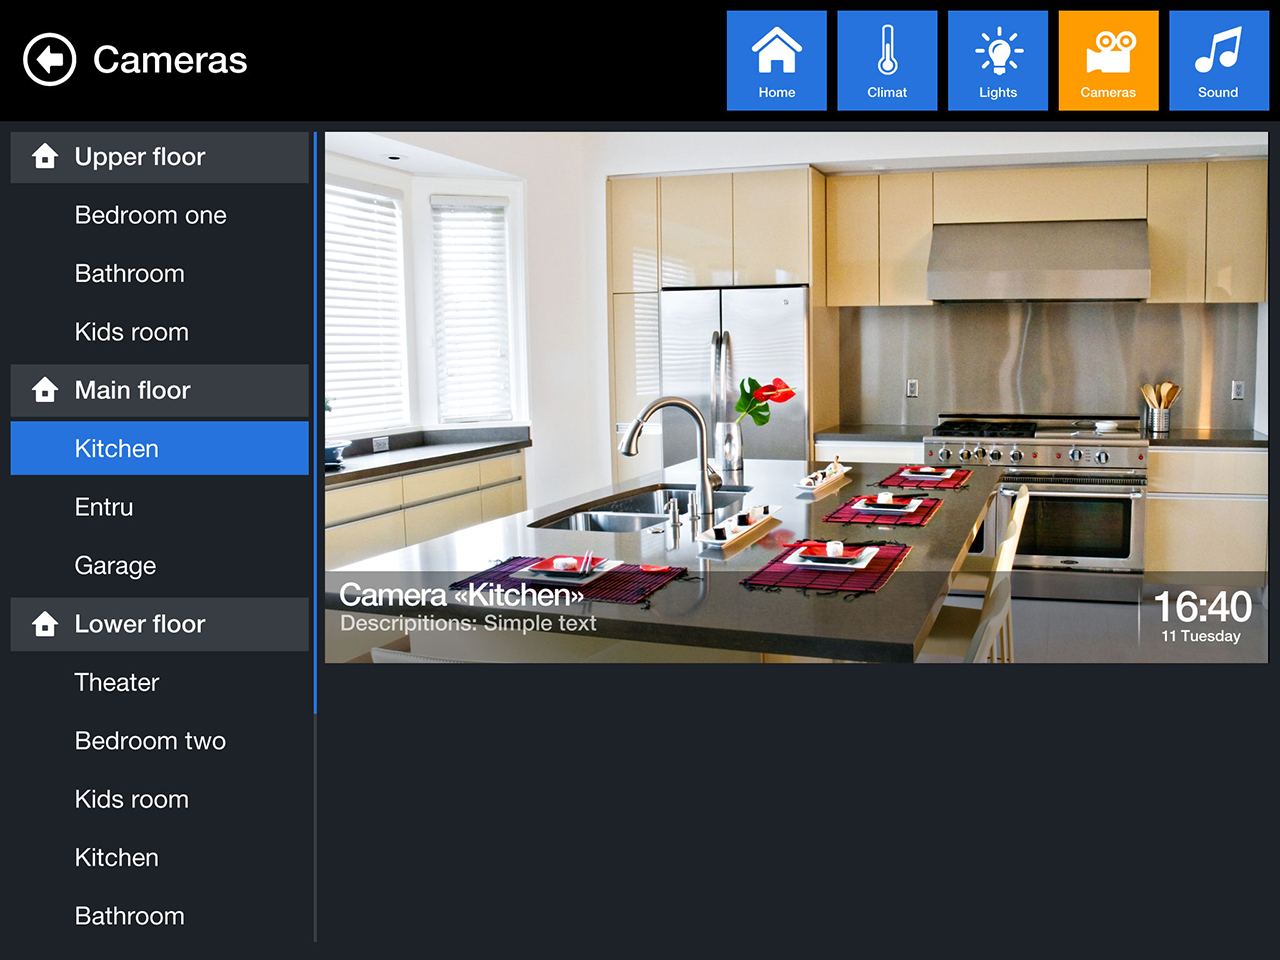 Cameras
Home
Climat
Lights
Cameras
Sound
Upper floor
Bedroom one
Bathroom
Kids room
Main floor
Kitchen
Entru
Garage
Lower floor
Theater
Bedroom two
Kids room
Kitchen
Bathroom
Camera «Kitchen»
Descripitions: Simple text
16:40
11 Tuesday